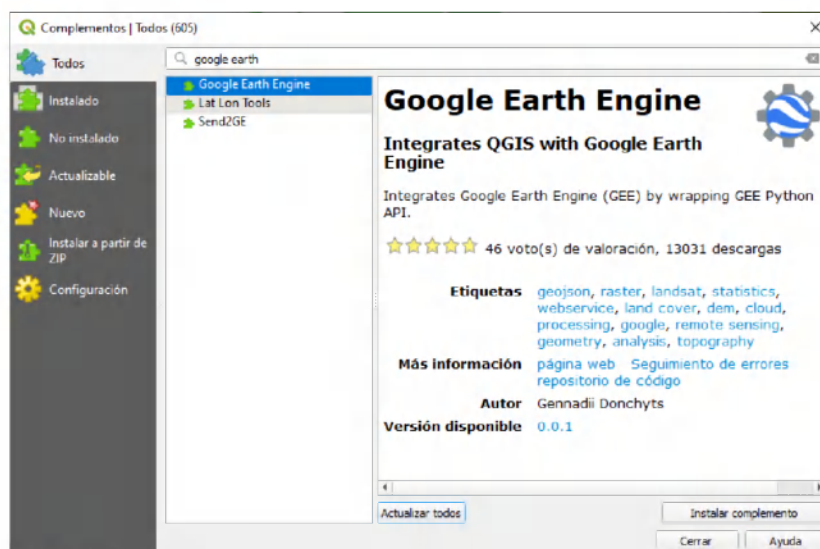 Complementos | Todos (605)
Todos
Instalado
No instalado
Actualizable
Nuevo
Instalar a partir de
ZIP
Configuración
google earth
Google Earth Engine
Lat Lon Tools
Send2GE
Google Earth Engine
Integrates QGIS with Google Earth
Engine
Integrates Google Earth Engine (GEE) by wrapping GEE Python
API.
46 voto(s) de valoración, 13031 descargas
Etiquetas geojson, raster, landsat, statistics,
webservice, land cover, dem, cloud,
processing, google, remote sensing,
geometry, analysis, topography
Más información página web Seguimiento de errores
repositorio de código
Autor Gennadii Donchyts
Versión disponible 0.0.1
Actualizar todos Instalar complemento
Cerrar Ayuda